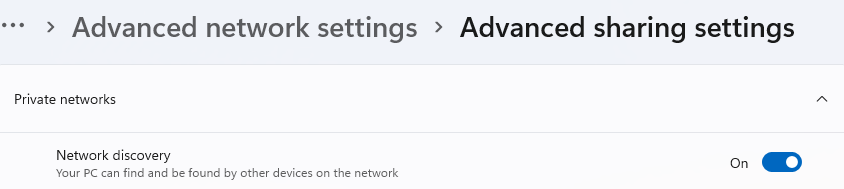 ··· > Advanced network settings > Advanced sharing settings
Private networks
Network discovery
On
Your PC can find and be found by other devices on the network